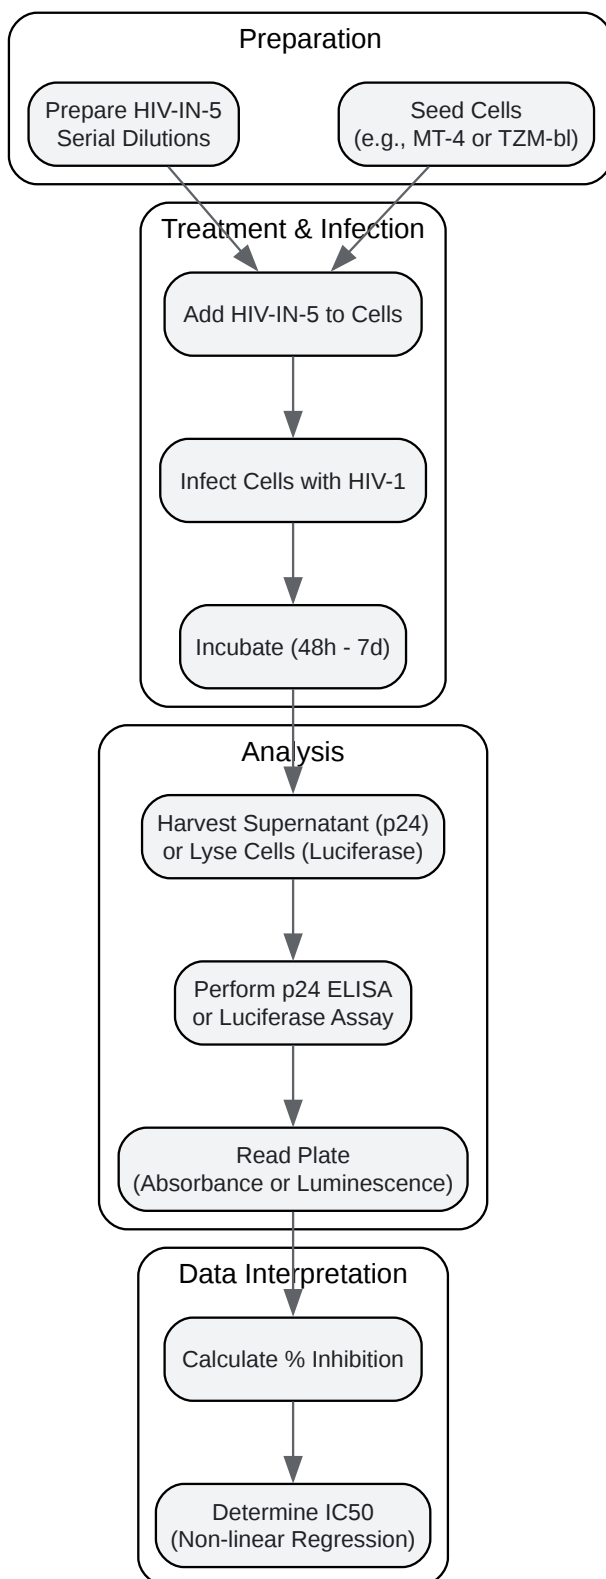 Preparation
Prepare HIV-IN-5
Serial Dilutions
Seed Cells
(e.g., MT-4 or TZM-bl)
Treatment & Infection
Add HIV-IN-5 to Cells
Infect Cells with HIV-1
Incubate (48h - 7d)
Analysis
Harvest Supernatant (p24)
or Lyse Cells (Luciferase)
Perform p24 ELISA
or Luciferase Assay
Read Plate
(Absorbance or Luminescence)
Data Interpretation
Calculate % Inhibition
Determine IC50
(Non-linear Regression)